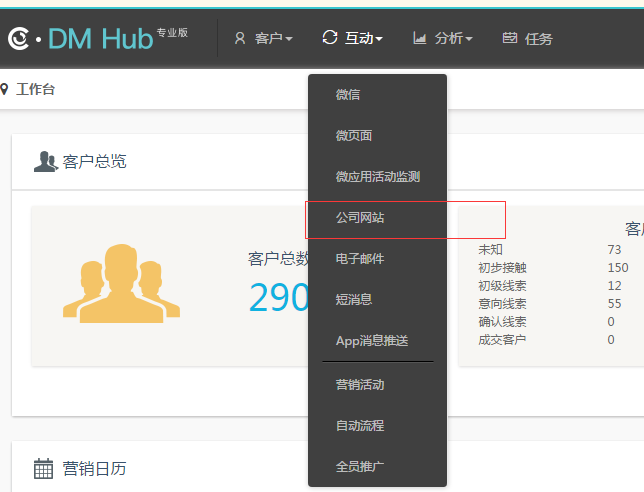 DM Hub 专业版 客户 互动 分析 任务
工作台
微信
微页面
微应用活动监测
公司网站
电子邮件
短消息
App消息推送
营销活动
自动流程
全员推广
客户总览
客户总数
290
未知 73
初步接触 150
初级线索 12
意向线索 55
确认线索 0
成交客户 0
营销日历